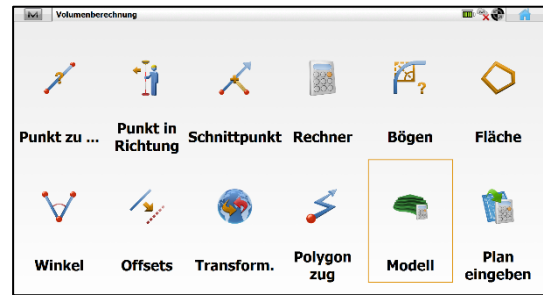 Volumenberechnung
Punkt zu ...
Punkt in
Richtung
Schnittpunkt
Rechner
Bögen
Fläche
Winkel
Offsets
Transform.
Polygon
zug
Modell
Plan
eingeben